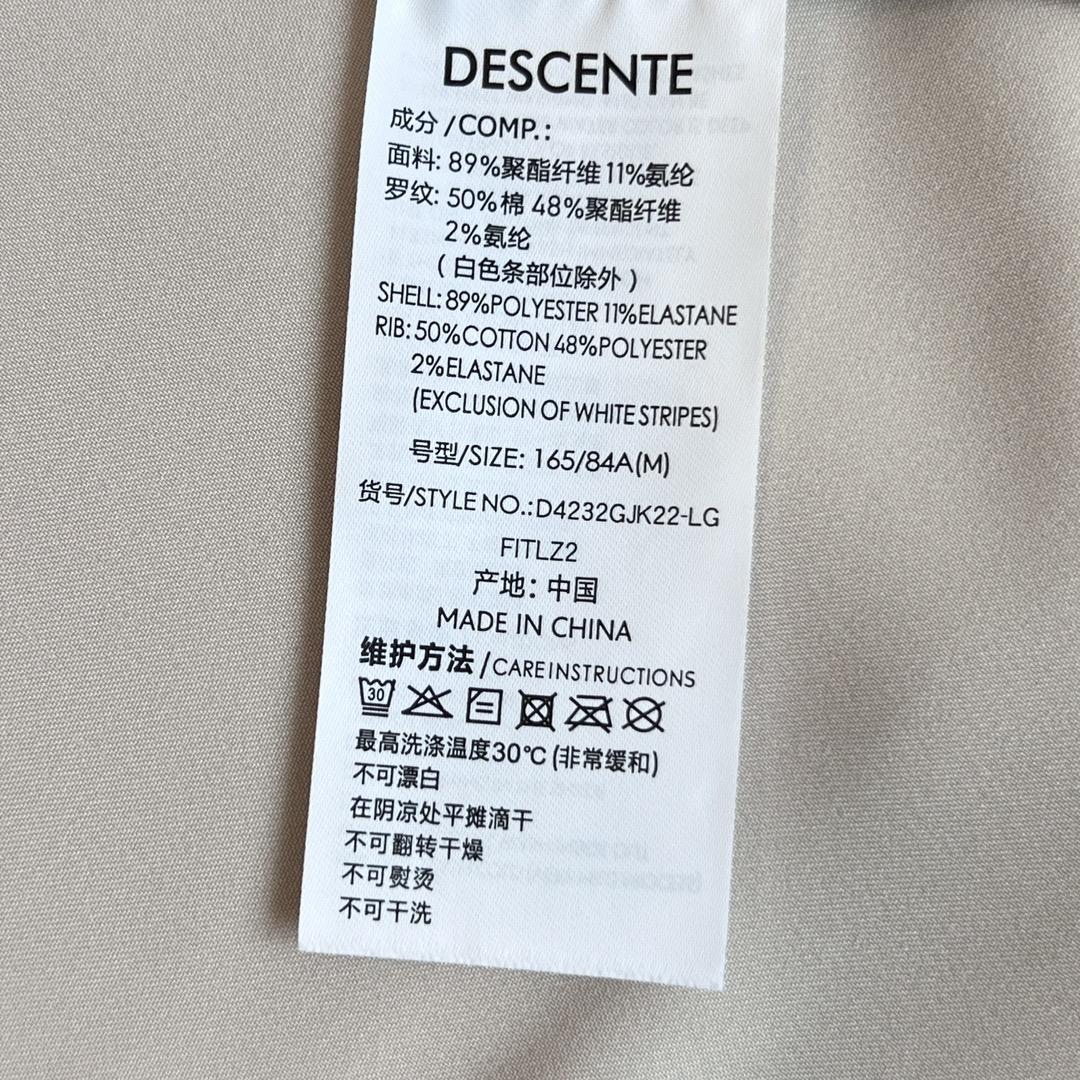 DESCENTE
成分/COMP.:
面料: 89%聚酯纤维 11%氨纶
罗纹: 50%棉 48%聚酯纤维
2%氨纶
(白色条部位除外)
SHELL: 89%POLYESTER 11%ELASTANE
RIB: 50%COTTON 48%POLYESTER
2%ELASTANE
(EXCLUSION OF WHITE STRIPES)
号型/SIZE: 165/84A(M)
货号/STYLE NO.:D4232GJK22-LG
FITLZ2
产地: 中国
MADE IN CHINA
维护方法/CARE INSTRUCTIONS
30
最高洗涤温度30℃(非常缓和)
不可漂白
在阴凉处平摊滴干
不可翻转干燥
不可熨烫
不可干洗